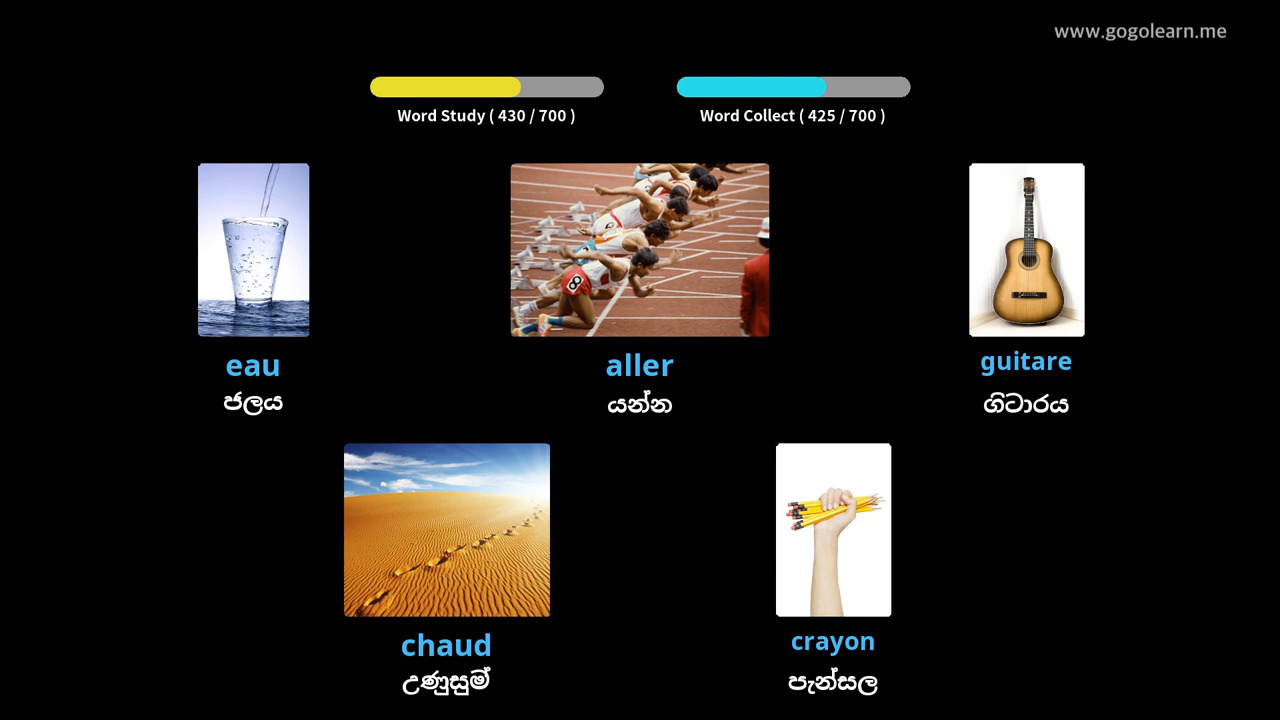 www.gogolearn.me
Word Study ( 430 / 700 )
Word Collect ( 425 / 700 )
eau
ජලය
aller
යන්න
guitare
ගිටාරය
chaud
උණුසුම්
crayon
පැන්සල